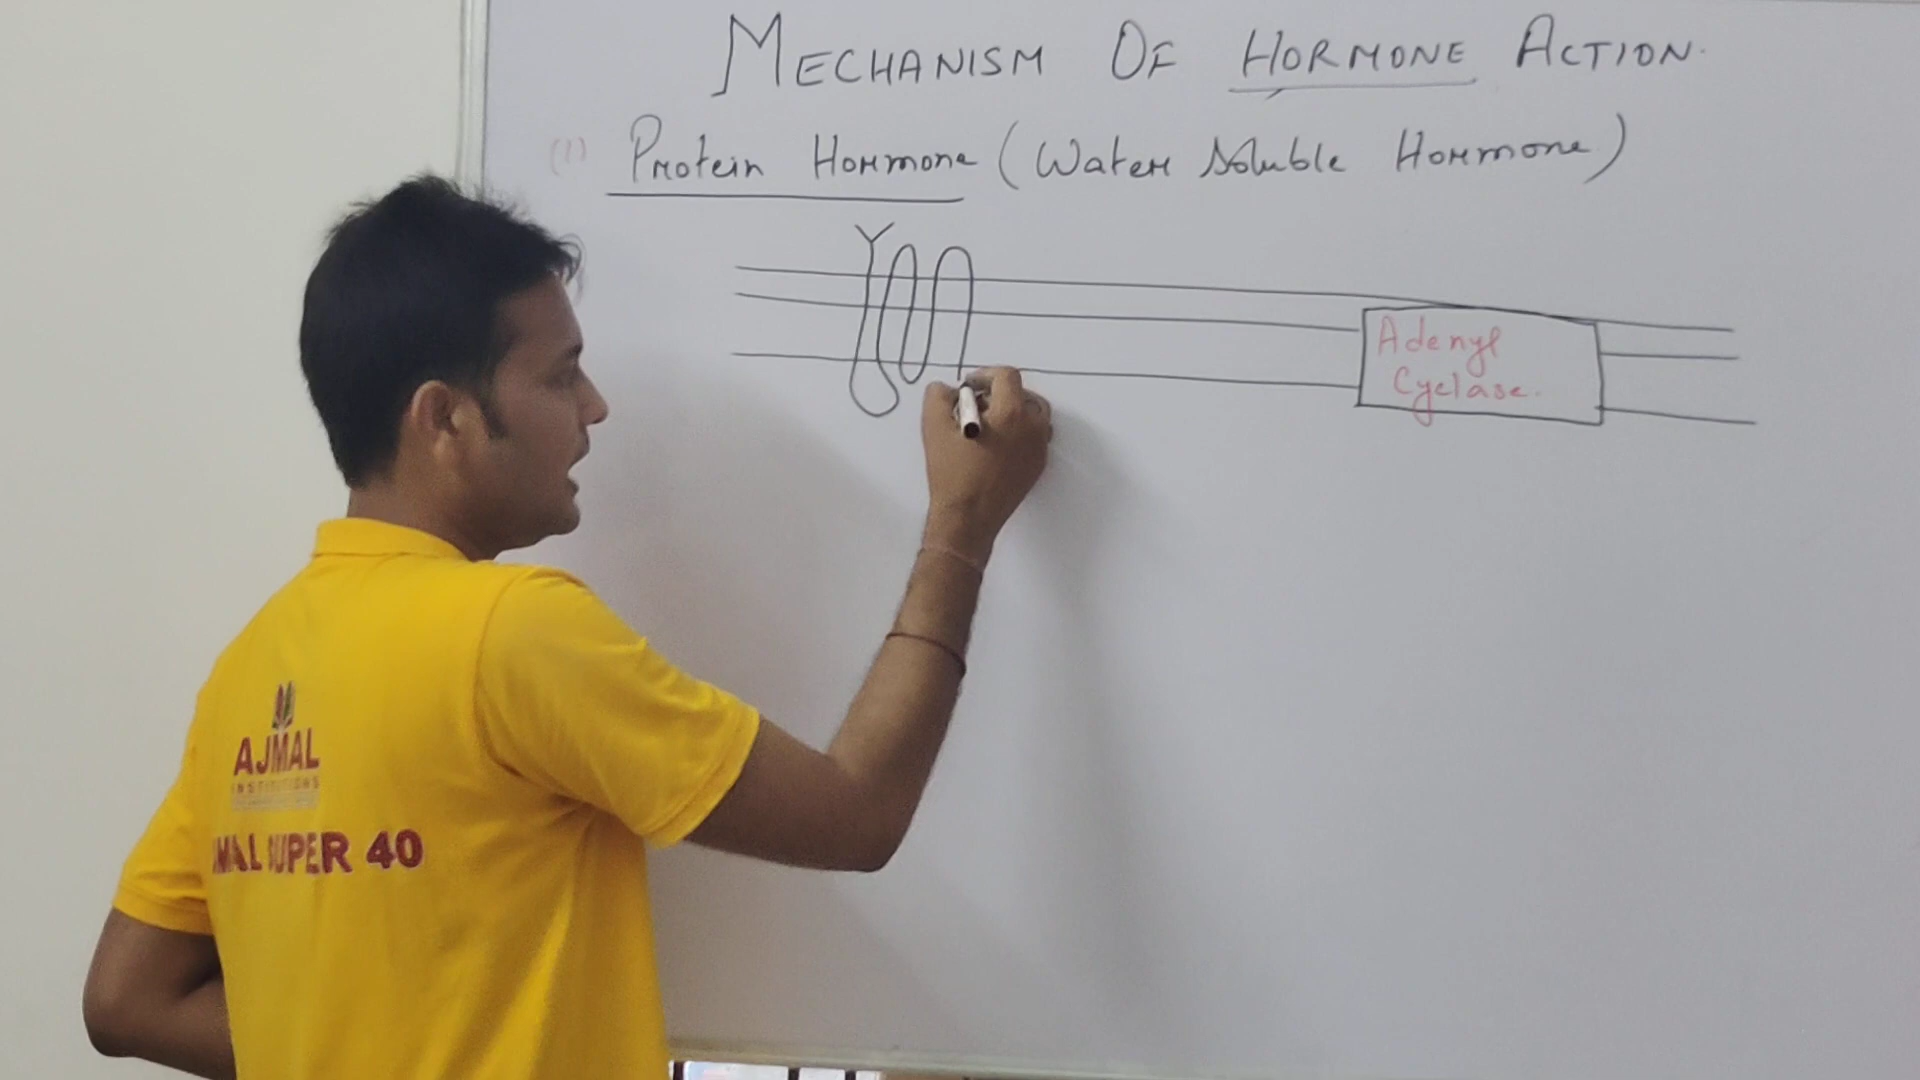 MECHANISM OF HORMONE ACTION.
(1) Protein Hormone (Water Soluble Hormone)
Adenyl
Cyclase.
AJMAL
INSTITUTIONS
SUPER 40